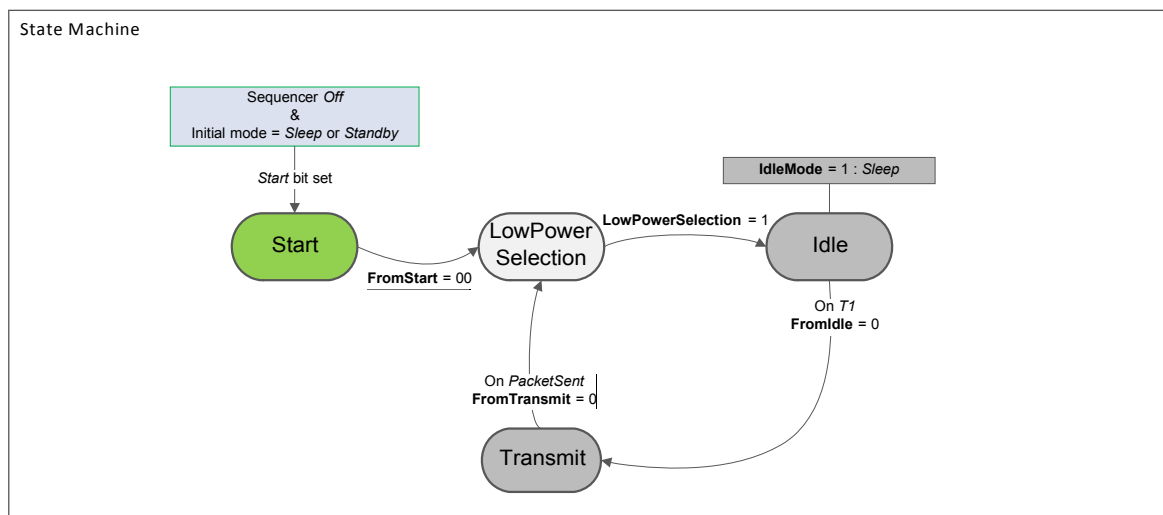 State Machine
Sequencer Off
&
Initial mode = Sleep or Standby
Start bit set
Start
FromStart = 00
LowPower
Selection
LowPowerSelection = 1
IdleMode = 1 : Sleep
Idle
On T1
FromIdle = 0
On PacketSent
FromTransmit = 0
Transmit